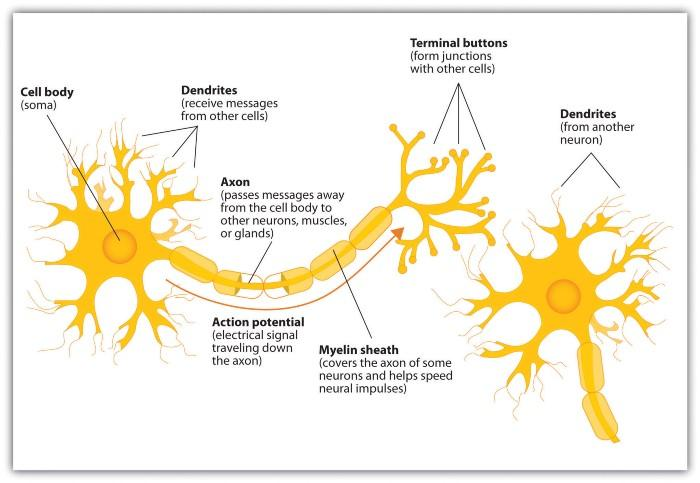 Terminal buttons
(form junctions
with other cells)
Cell body
(soma)
Dendrites
(receive messages
from other cells)
Dendrites
(from another
neuron)
Axon
(passes messages away
from the cell body to
other neurons, muscles,
or glands)
Action potential
(electrical signal
traveling down
the axon)
Myelin sheath
(covers the axon of some
neurons and helps speed
neural impulses)